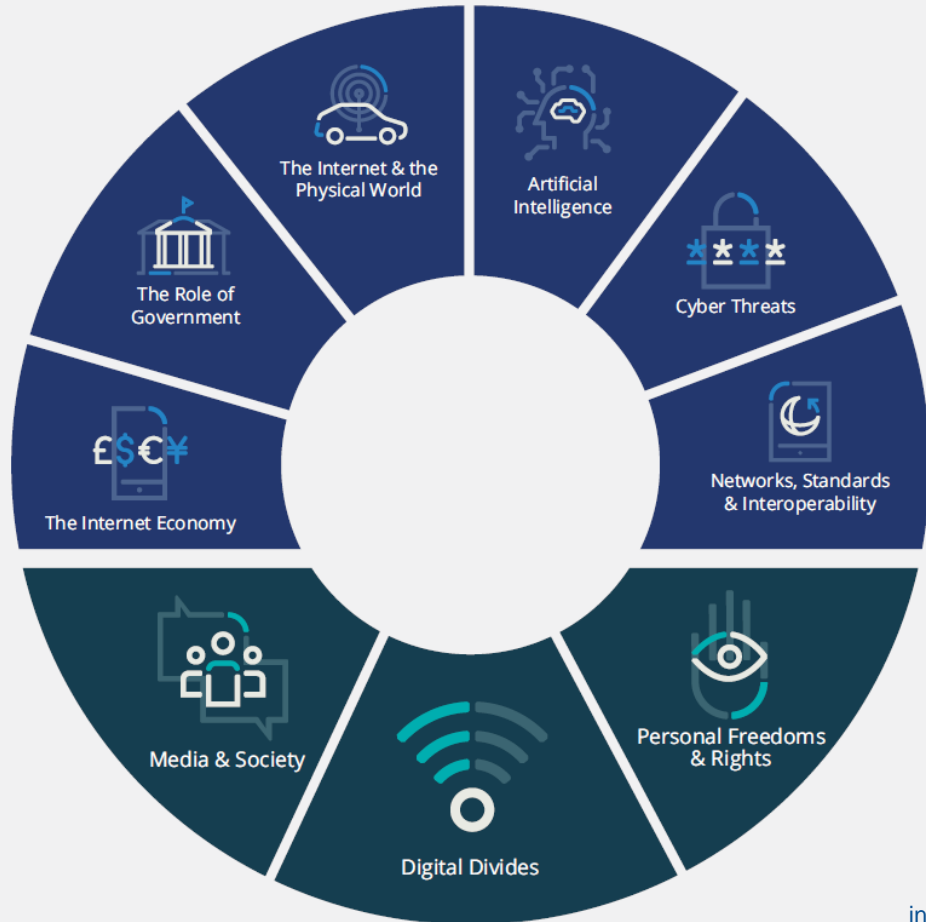 The Internet & the
Physical World
Artificial
Intelligence
The Role of
Government
£$€¥
The Internet Economy
****
Cyber Threats
Networks, Standards
& Interoperability
Media & Society
Digital Divides
Personal Freedoms
& Rights
in